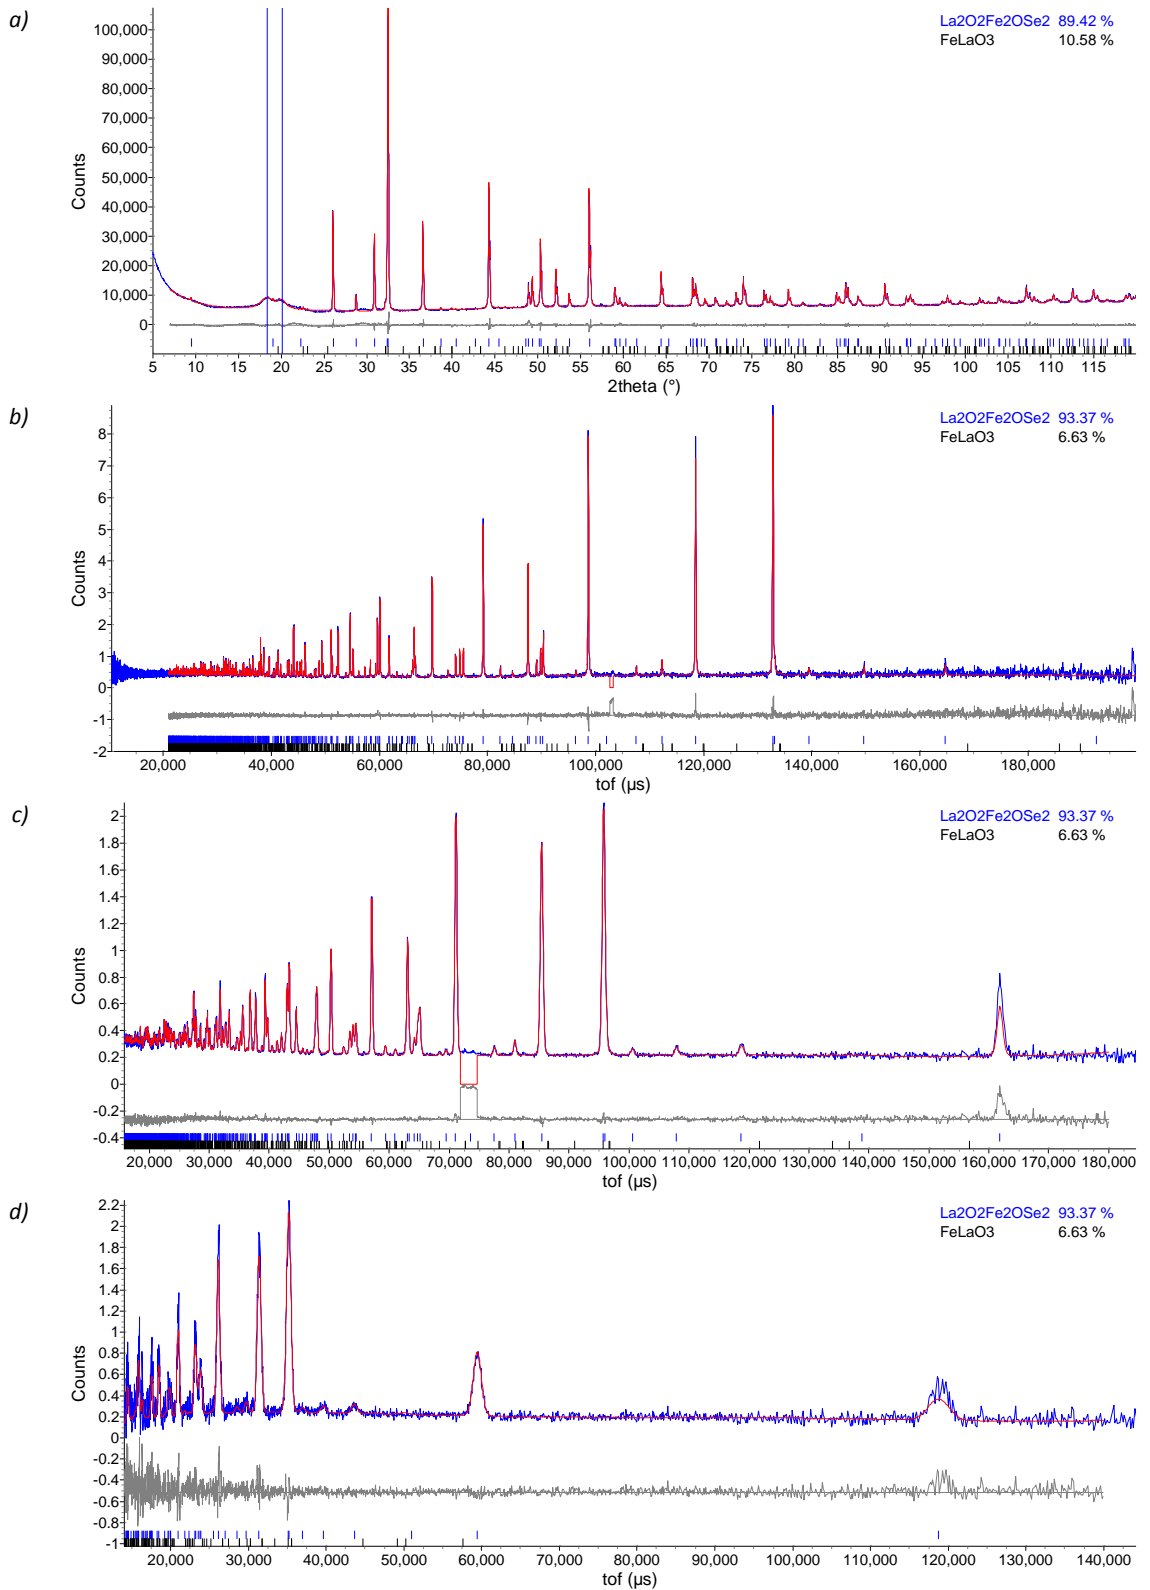 a)
La2O2Fe2OSe2 89.42 %
FeLaO3 10.58 %
100,000
90,000
80,000
70,000
60,000
50,000
40,000
30,000
20,000
10,000
0
Counts
5 10 15 20 25 30 35 40 45 50 55 60 65 70 75 80 85 90 95 100 105 110 115
2theta (°)
b)
La2O2Fe2OSe2 93.37 %
FeLaO3 6.63 %
8
7
6
5
4
3
2
1
0
-1
-2
Counts
20,000 40,000 60,000 80,000 100,000 120,000 140,000 160,000 180,000
tof (µs)
c)
La2O2Fe2OSe2 93.37 %
FeLaO3 6.63 %
2
1.8
1.6
1.4
1.2
1
0.8
0.6
0.4
0.2
0
-0.2
-0.4
Counts
20,000 30,000 40,000 50,000 60,000 70,000 80,000 90,000 100,000 110,000 120,000 130,000 140,000 150,000 160,000 170,000 180,000
tof (µs)
d)
La2O2Fe2OSe2 93.37 %
FeLaO3 6.63 %
2.2
2
1.8
1.6
1.4
1.2
1
0.8
0.6
0.4
0.2
0
-0.2
-0.4
-0.6
-0.8
-1
Counts
20,000 30,000 40,000 50,000 60,000 70,000 80,000 90,000 100,000 110,000 120,000 130,000 140,000
tof (µs)